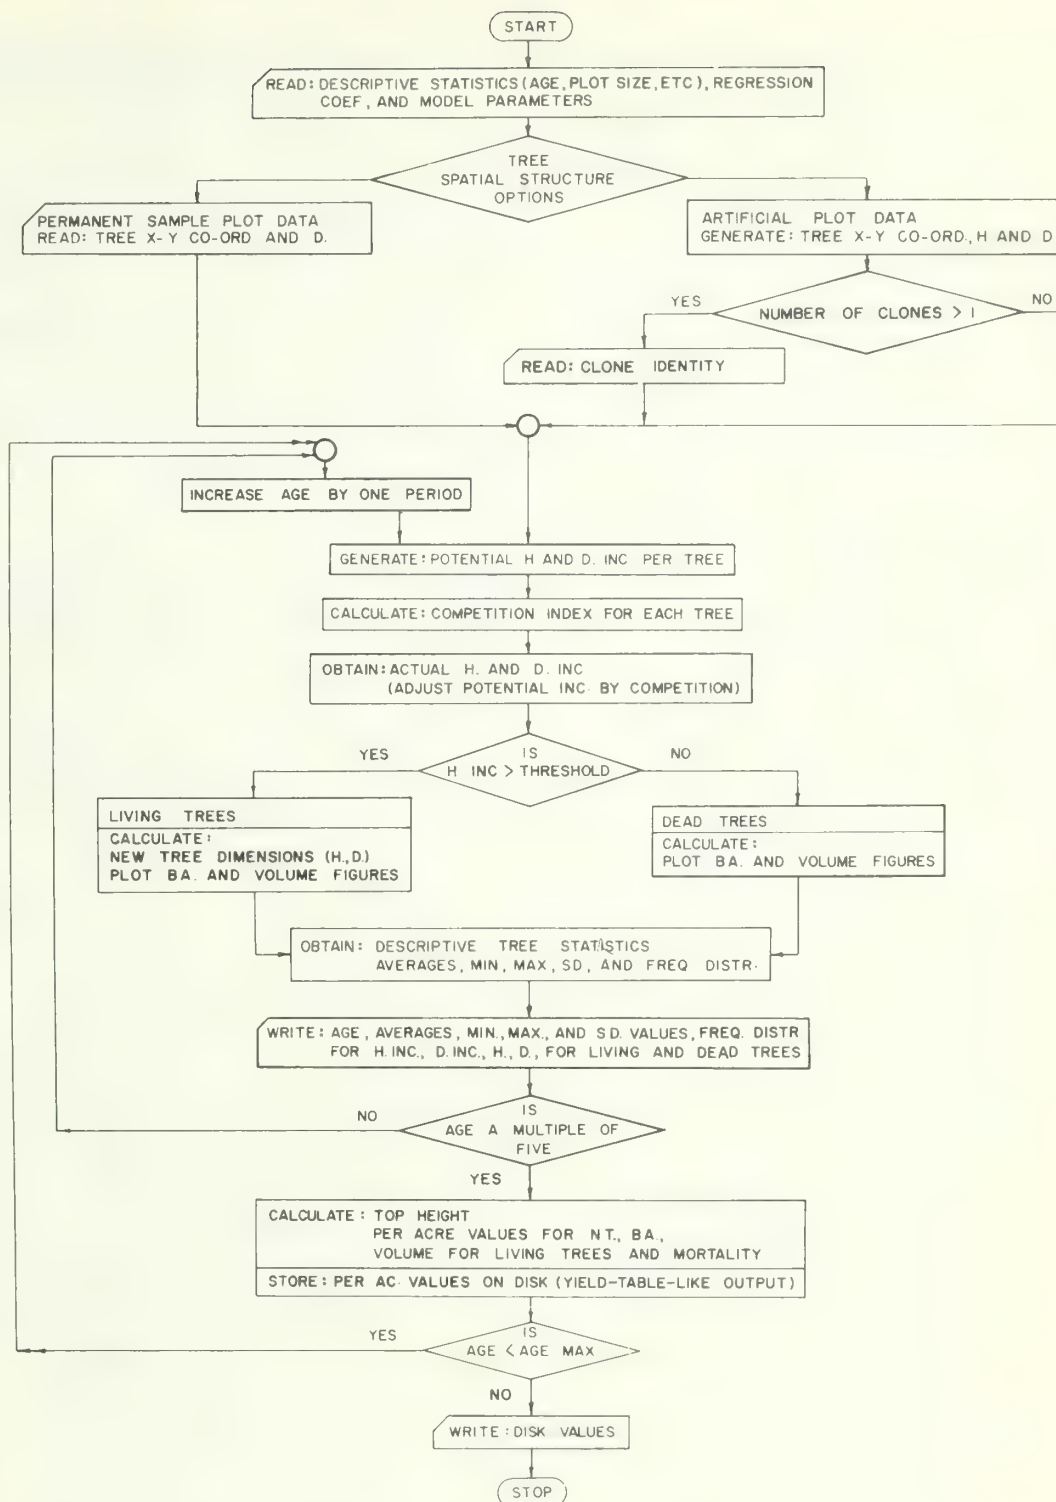 START
READ: DESCRIPTIVE STATISTICS (AGE, PLOT SIZE, ETC), REGRESSION
COEF, AND MODEL PARAMETERS
TREE
SPATIAL STRUCTURE
OPTIONS
PERMANENT SAMPLE PLOT DATA
READ: TREE X-Y CO-ORD AND D.
ARTIFICIAL PLOT DATA
GENERATE: TREE X-Y CO-ORD., H AND D
YES
NUMBER OF CLONES > 1
NO
READ: CLONE IDENTITY
INCREASE AGE BY ONE PERIOD
GENERATE: POTENTIAL H AND D. INC PER TREE
CALCULATE: COMPETITION INDEX FOR EACH TREE
OBTAIN: ACTUAL H. AND D. INC
(ADJUST POTENTIAL INC. BY COMPETITION)
YES
IS
H INC > THRESHOLD
NO
LIVING TREES
CALCULATE:
NEW TREE DIMENSIONS (H., D.)
PLOT B.A. AND VOLUME FIGURES
DEAD TREES
CALCULATE:
PLOT BA. AND VOLUME FIGURES
OBTAIN: DESCRIPTIVE TREE STATISTICS
AVERAGES, MIN, MAX, SD, AND FREQ DISTR.
WRITE: AGE, AVERAGES, MIN., MAX., AND S.D. VALUES, FREQ. DISTR
FOR H. INC., D. INC., H., D., FOR LIVING AND DEAD TREES
NO
IS
AGE A MULTIPLE OF
FIVE
YES
CALCULATE: TOP HEIGHT
PER ACRE VALUES FOR N.T., B.A.,
VOLUME FOR LIVING TREES AND MORTALITY
STORE: PER AC. VALUES ON DISK (YIELD-TABLE-LIKE OUTPUT)
YES
IS
AGE < AGE MAX
NO
WRITE: DISK VALUES
STOP